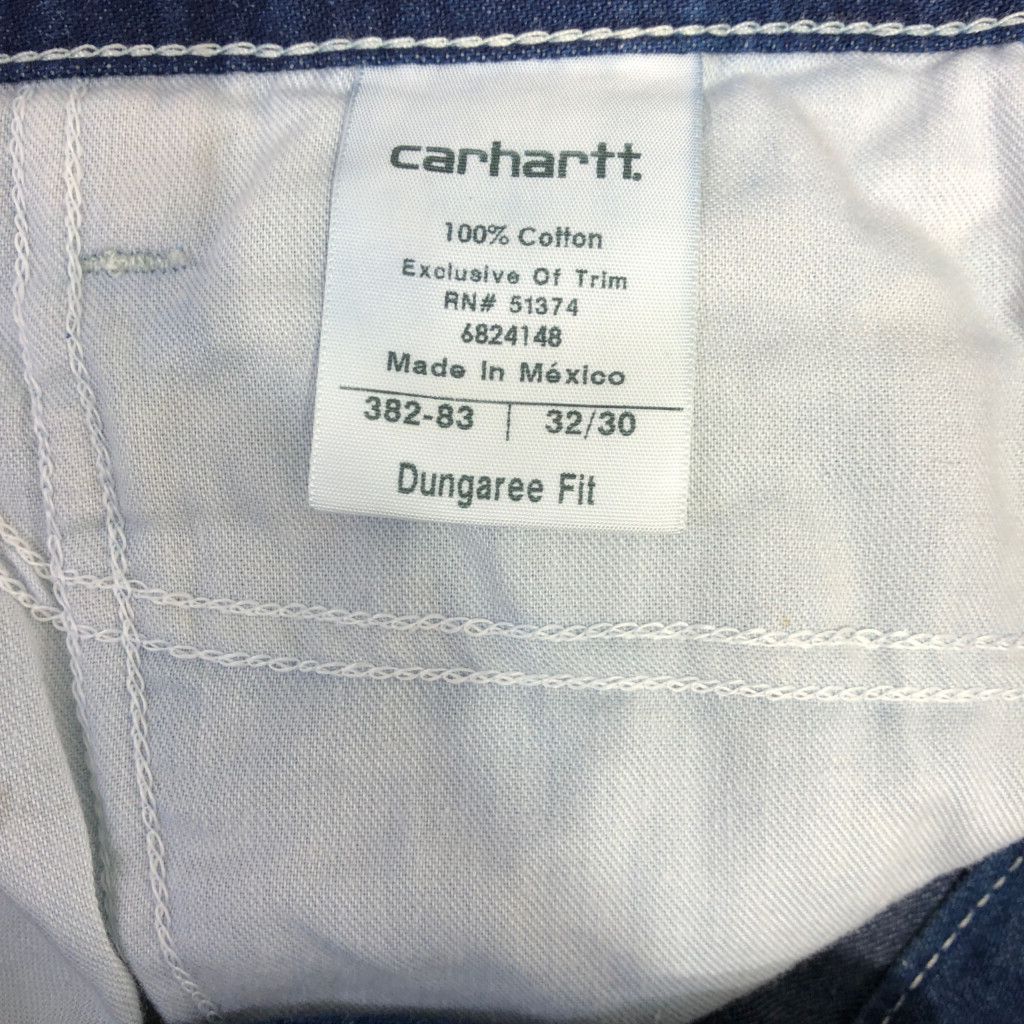 carhartt.
100% Cotton
Exclusive Of Trim
RN# 51374
6824148
Made In México
382-83 | 32/30
Dungaree Fit